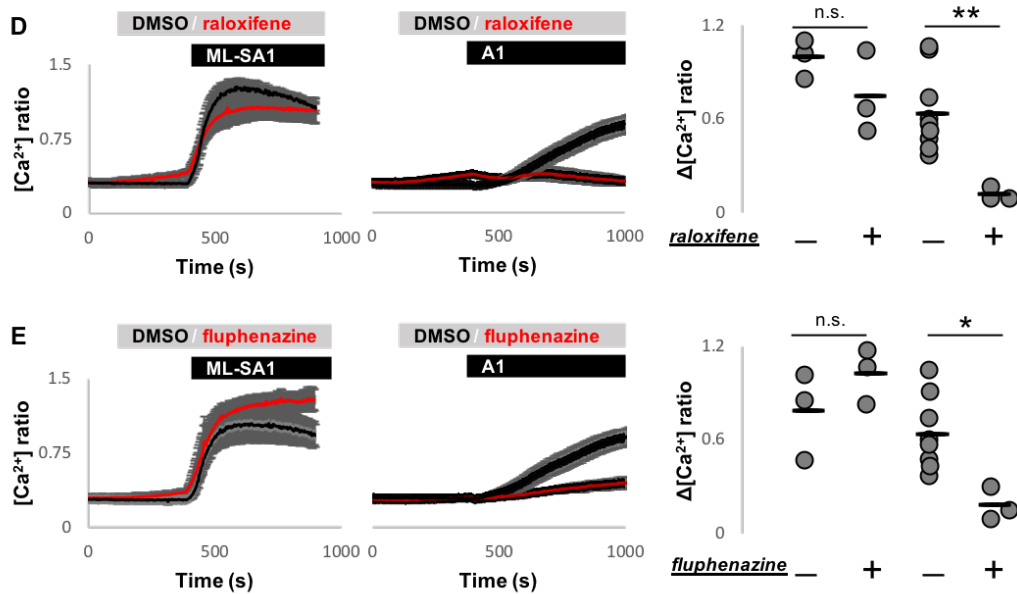 D
DMSO / raloxifene
ML-SA1
[Ca²⁺] ratio
1.5
0.75
0
0 500 1000
Time (s)
DMSO / raloxifene
A1
0 500 1000
Time (s)
Δ[Ca²⁺] ratio
1.2
0.6
0
n.s.
**
raloxifene — + — +
E
DMSO / fluphenazine
ML-SA1
[Ca²⁺] ratio
1.5
0.75
0
0 500 1000
Time (s)
DMSO / fluphenazine
A1
0 500 1000
Time (s)
Δ[Ca²⁺] ratio
1.2
0.6
0
n.s.
*
fluphenazine — + — +